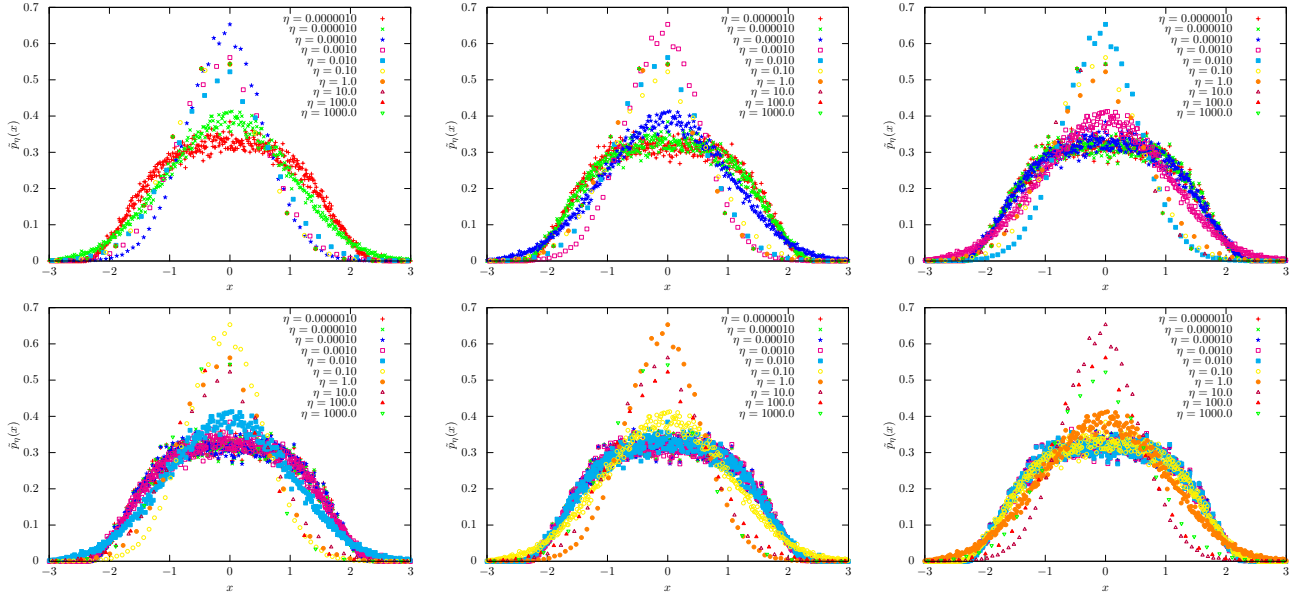 0.7
0.6
0.5
0.4
0.3
0.2
0.1
0
p̃η(x)
η = 0.0000010
η = 0.000010
η = 0.00010
η = 0.0010
η = 0.010
η = 0.10
η = 1.0
η = 10.0
η = 100.0
η = 1000.0
−3 −2 −1 0 1 2 3
x
0.7
0.6
0.5
0.4
0.3
0.2
0.1
0
p̃η(x)
η = 0.0000010
η = 0.000010
η = 0.00010
η = 0.0010
η = 0.010
η = 0.10
η = 1.0
η = 10.0
η = 100.0
η = 1000.0
−3 −2 −1 0 1 2 3
x
0.7
0.6
0.5
0.4
0.3
0.2
0.1
0
p̃η(x)
η = 0.0000010
η = 0.000010
η = 0.00010
η = 0.0010
η = 0.010
η = 0.10
η = 1.0
η = 10.0
η = 100.0
η = 1000.0
−3 −2 −1 0 1 2 3
x
0.7
0.6
0.5
0.4
0.3
0.2
0.1
0
p̃η(x)
η = 0.0000010
η = 0.000010
η = 0.00010
η = 0.0010
η = 0.010
η = 0.10
η = 1.0
η = 10.0
η = 100.0
η = 1000.0
−3 −2 −1 0 1 2 3
x
0.7
0.6
0.5
0.4
0.3
0.2
0.1
0
p̃η(x)
η = 0.0000010
η = 0.000010
η = 0.00010
η = 0.0010
η = 0.010
η = 0.10
η = 1.0
η = 10.0
η = 100.0
η = 1000.0
−3 −2 −1 0 1 2 3
x
0.7
0.6
0.5
0.4
0.3
0.2
0.1
0
p̃η(x)
η = 0.0000010
η = 0.000010
η = 0.00010
η = 0.0010
η = 0.010
η = 0.10
η = 1.0
η = 10.0
η = 100.0
η = 1000.0
−3 −2 −1 0 1 2 3
x